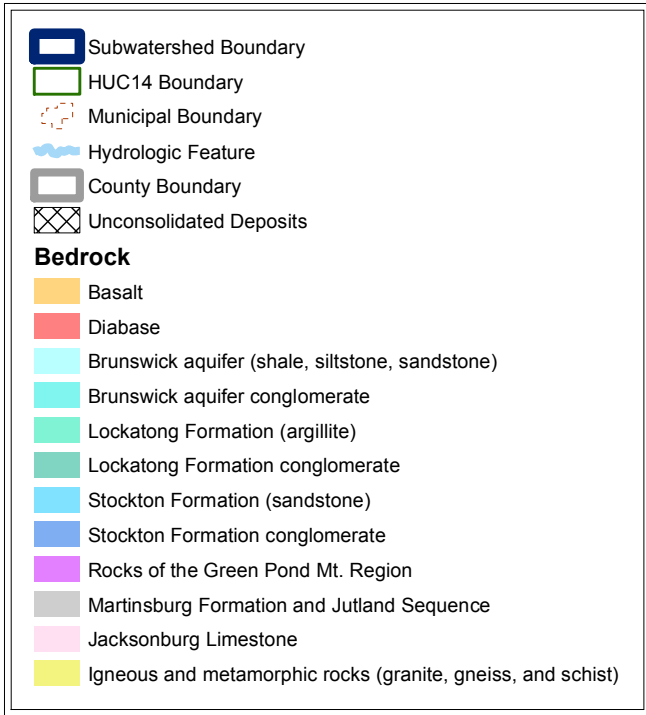 Subwatershed Boundary
HUC14 Boundary
Municipal Boundary
Hydrologic Feature
County Boundary
Unconsolidated Deposits
Bedrock
Basalt
Diabase
Brunswick aquifer (shale, siltstone, sandstone)
Brunswick aquifer conglomerate
Lockatong Formation (argillite)
Lockatong Formation conglomerate
Stockton Formation (sandstone)
Stockton Formation conglomerate
Rocks of the Green Pond Mt. Region
Martinsburg Formation and Jutland Sequence
Jacksonburg Limestone
Igneous and metamorphic rocks (granite, gneiss, and schist)